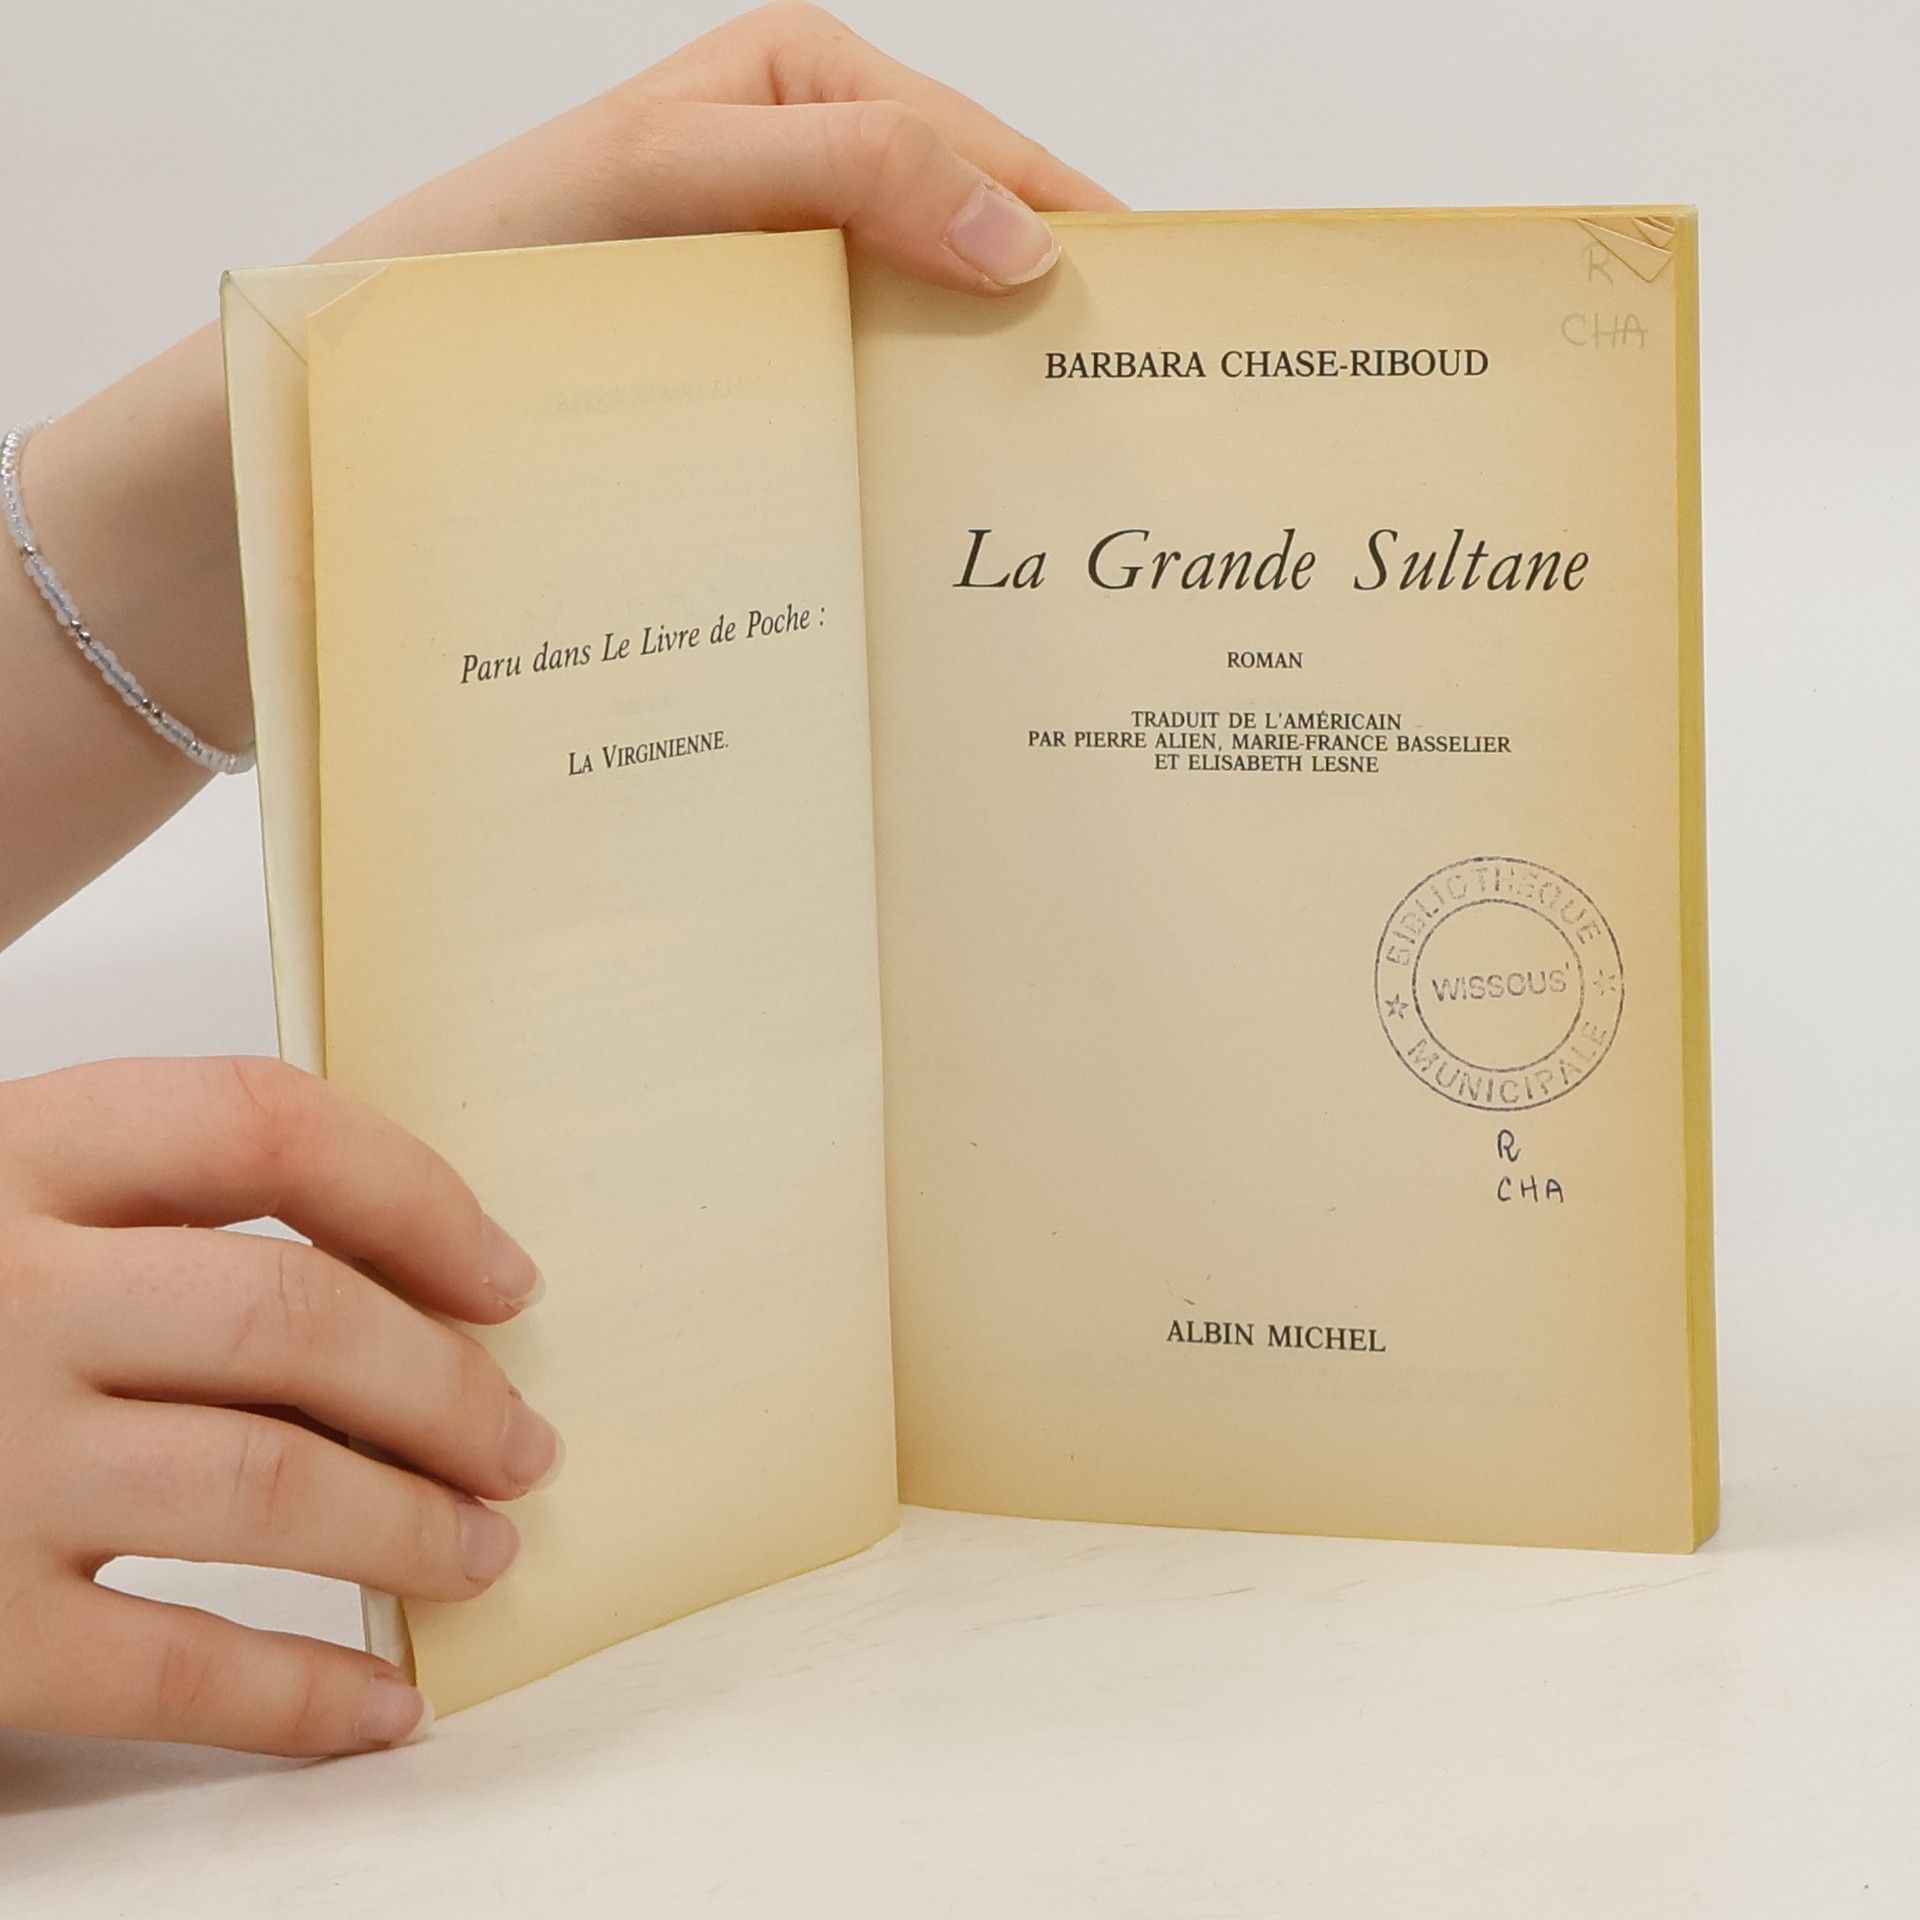 Paru dans Le Livre de Poche :
LA VIRGINIENNE.
R
CHA
BARBARA CHASE-RIBOUD
La Grande Sultane
ROMAN
TRADUIT DE L'AMÉRICAIN
PAR PIERRE ALIEN, MARIE-FRANCE BASSELIER
ET ELISABETH LESNE
BIBLIOTHEQUE
WISSOUS
MUNICIPALE
R
CHA
ALBIN MICHEL